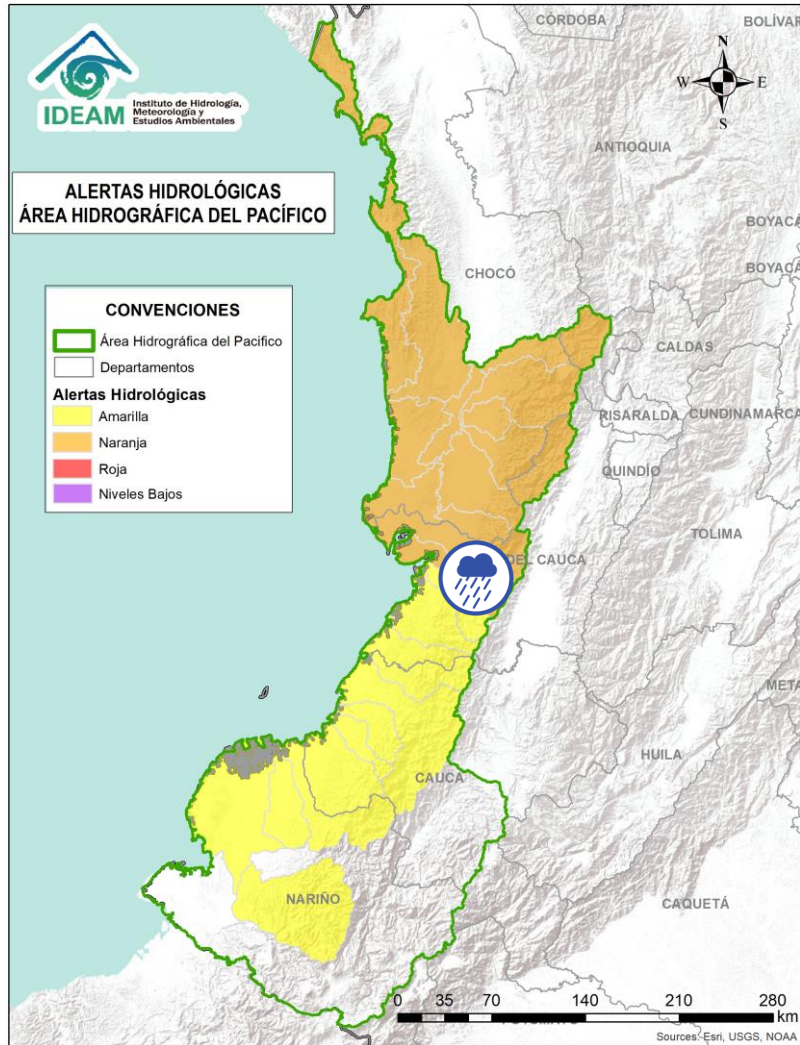 IDEAM
Instituto de Hidrología,
Meteorología y
Estudios Ambientales
ALERTAS HIDROLÓGICAS
ÁREA HIDROGRÁFICA DEL PACÍFICO
CONVENCIONES
Área Hidrográfica del Pacifico
Departamentos
Alertas Hidrológicas
Amarilla
Naranja
Roja
Niveles Bajos
N
W E
S
CÓRDOBA
BOLÍVAR
ANTIOQUIA
BOYACÁ
BOYACÁ
CHOCÓ
CALDAS
RISARALDA
CUNDINAMARCA
QUINDÍO
TOLIMA
DEL CAUCA
META
HUILA
CAUCA
NARIÑO
CAQUETÁ
0 35 70 140 210 280
km
Sources: Esri, USGS, NOAA